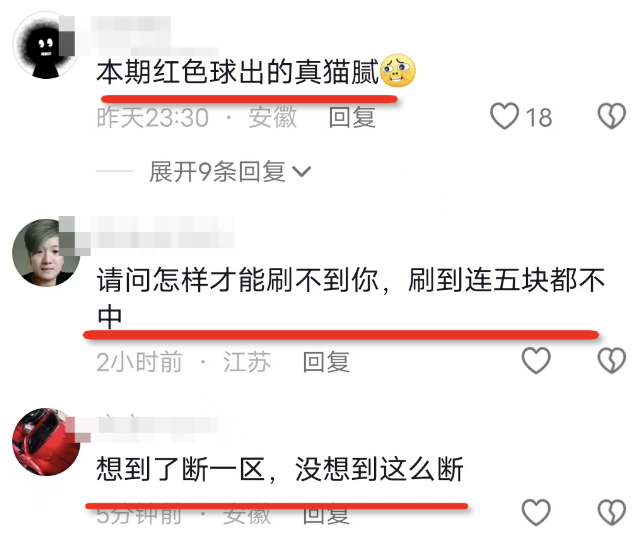 本期红色球出的真猫腻
昨天23:30 · 安徽 回复 18
展开9条回复
请问怎样才能刷不到你，刷到连五块都不
中
2小时前 · 江苏 回复
想到了断一区，没想到这么断
5分钟前 · 安徽 回复